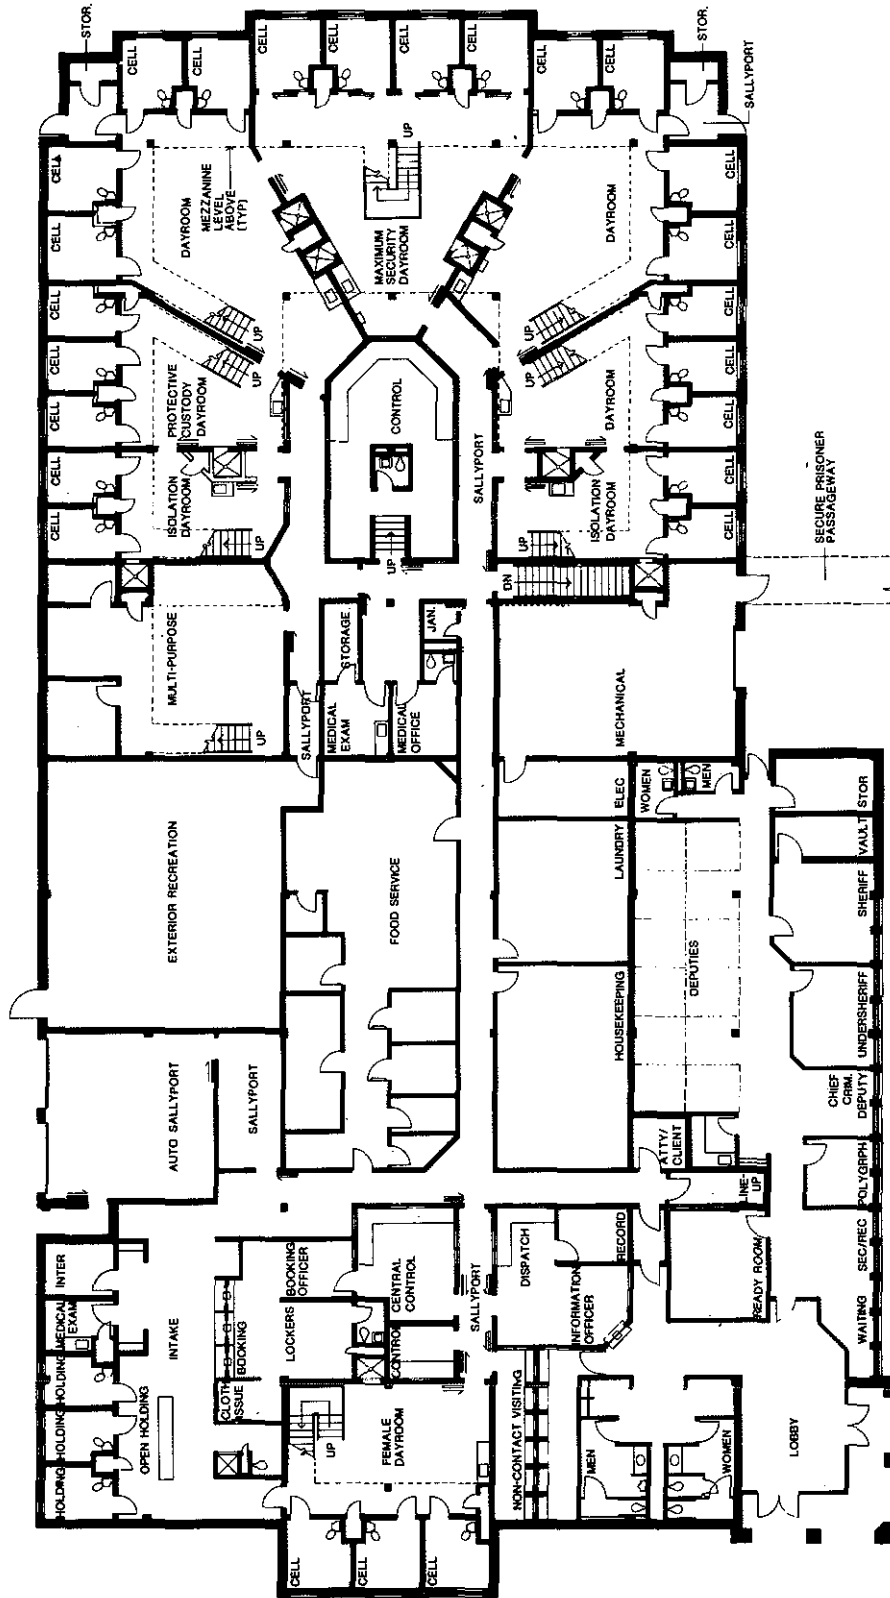 HOLDING
HOLDING
HOLDING
MEDICAL
EXAM
INTER
CELL
CELL
CELL
CELL
CELL
CELL
CELL
CELL
STOR.
OPEN HOLDING
INTAKE
AUTO SALLYPORT
EXTERIOR RECREATION
MULTI-PURPOSE
ISOLATION
DAYROOM
PROTECTIVE
CUSTODY
DAYROOM
DAYROOM
MEZZANINE
LEVEL
ABOVE
(TYP)
CELL
CELL
CLOTH
ISSUE
BOOKING
LOCKERS
BOOKING
OFFICER
SALLYPORT
UP
UP
UP
UP
CELL
CELL
CELL
CELL
CELL
CELL
CELL
UP
FEMALE
DAYROOM
CONTROL
CENTRAL
CONTROL
FOOD SERVICE
SALLYPORT
MEDICAL
EXAM
STORAGE
MEDICAL
OFFICE
JAN.
UP
CONTROL
MAXIMUM
SECURITY
DAYROOM
UP
SALLYPORT
SALLYPORT
NON-CONTACT VISITING
DISPATCH
INFORMATION
OFFICER
RECORD
HOUSEKEEPING
LAUNDRY
ELEC
MECHANICAL
DN
UP
UP
UP
ISOLATION
DAYROOM
DAYROOM
DAYROOM
CELL
CELL
MEN
WOMEN
ATTY/
CLIENT
DEPUTIES
WOMEN
MEN
CELL
CELL
CELL
CELL
CELL
CELL
CELL
STOR.
SALLYPORT
READY ROOM
LINE-
UP
LOBBY
WAITING
SEC/REC
POLYGRPH
CHIEF
CRIM.
DEPUTY
UNDERSHERIFF
SHERIFF
VAULT
STOR
SECURE PRISONER
PASSAGEWAY